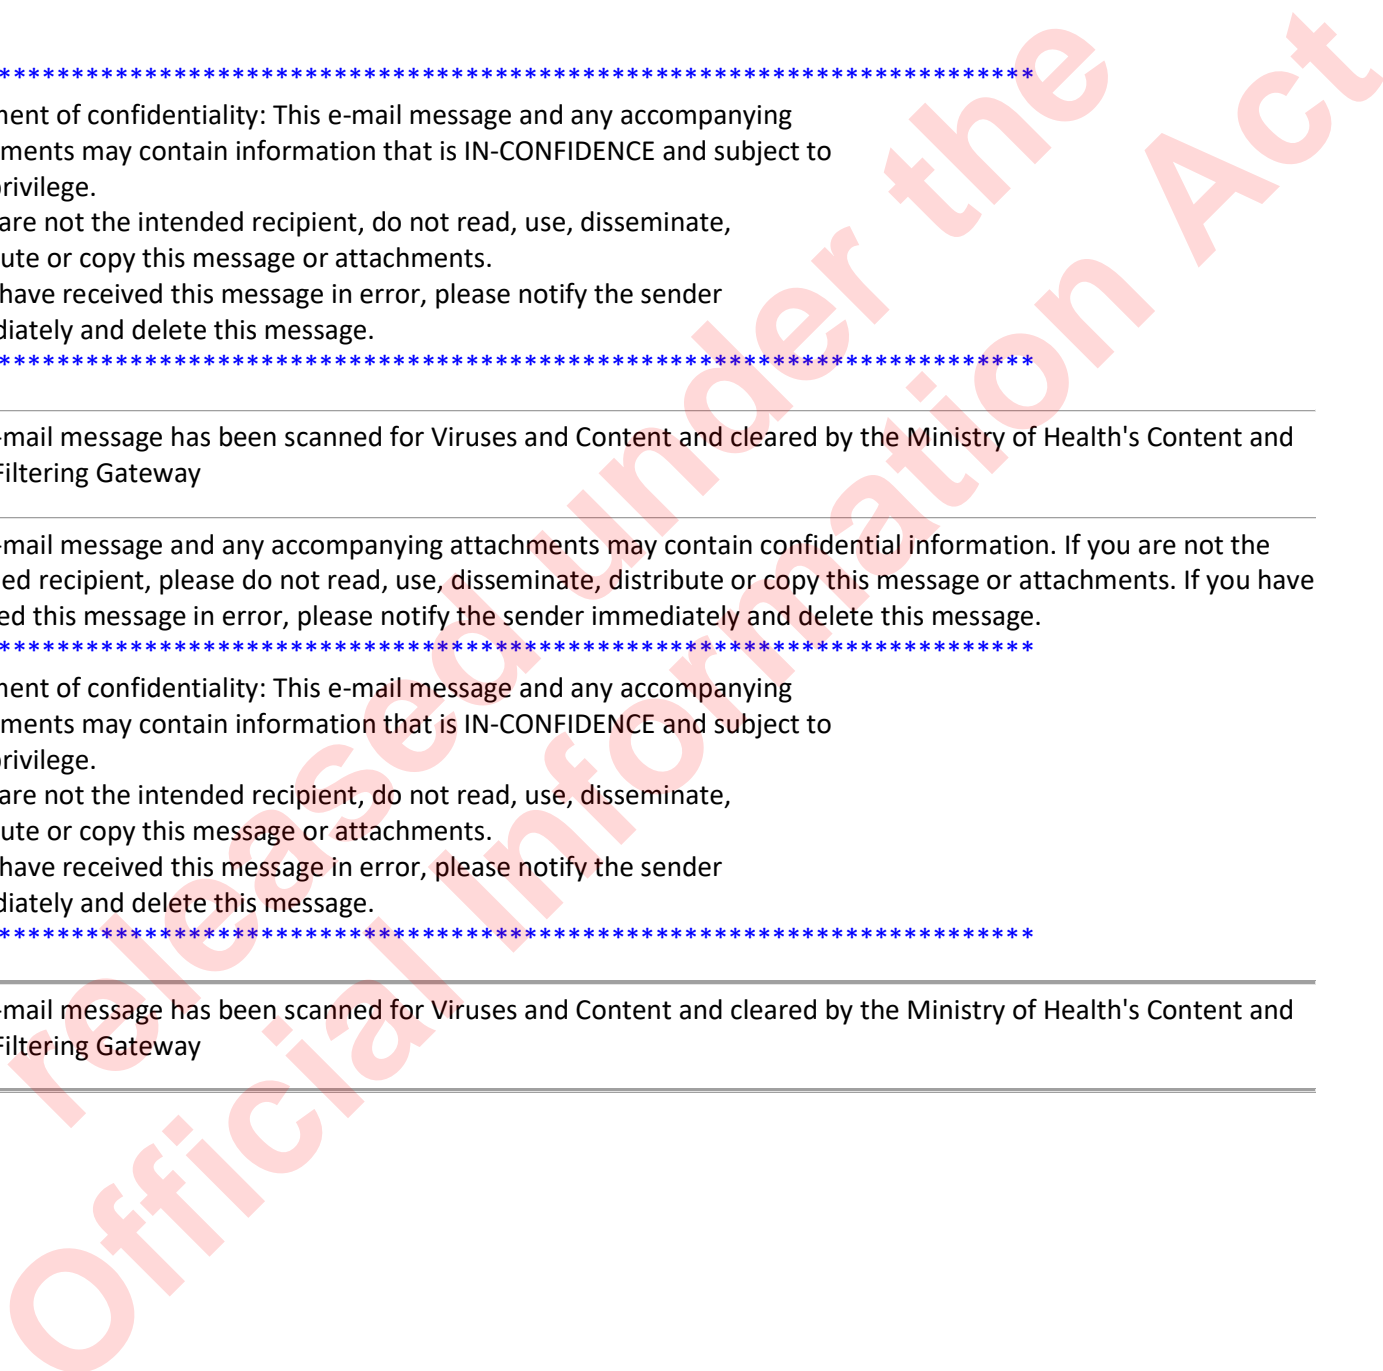 ***********************************************************************
ment of confidentiality: This e-mail message and any accompanying
ments may contain information that is IN-CONFIDENCE and subject to
rivilege.
are not the intended recipient, do not read, use, disseminate,
ute or copy this message or attachments.
have received this message in error, please notify the sender
diately and delete this message.
***********************************************************************
-mail message has been scanned for Viruses and Content and cleared by the Ministry of Health's Content and
Filtering Gateway
-mail message and any accompanying attachments may contain confidential information. If you are not the
ed recipient, please do not read, use, disseminate, distribute or copy this message or attachments. If you have
ed this message in error, please notify the sender immediately and delete this message.
***********************************************************************
ment of confidentiality: This e-mail message and any accompanying
ments may contain information that is IN-CONFIDENCE and subject to
rivilege.
are not the intended recipient, do not read, use, disseminate,
ute or copy this message or attachments.
have received this message in error, please notify the sender
diately and delete this message.
***********************************************************************
-mail message has been scanned for Viruses and Content and cleared by the Ministry of Health's Content and
Filtering Gateway
released under the
Official Information Act